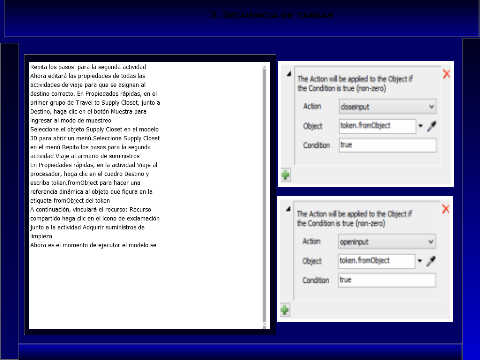 Repita los pasos para la segunda actividad
Ahora editará las propiedades de todas las
actividades de viaje para que se asignen al
destino correcto. En Propiedades rápidas, en el
primer grupo de Travel to Supply Closet, junto a
Destino, haga clic en el botón Muestra para
ingresar al modo de muestreo
Seleccione el objeto Supply Closet en el modelo
3D para abrir un menú.Seleccione Supply Closet
en el menú Repita los pasos para la segunda
actividad Viaje al armario de suministros
En Propiedades rápidas, en la actividad Viaje al
procesador, haga clic en el cuadro Destino y
escriba token.fromObject para hacer una
referencia dinámica al objeto que figura en la
etiqueta fromObject del token
A continuación, vinculará el recurso: Recurso
compartido haga clic en el icono de exclamación
junto a la actividad Adquirir suministros de
limpieza
Ahora es el momento de ejecutar el modelo se
The Action will be applied to the Object if
the Condition is true (non-zero)
Action closeinput
Object token.fromObject
Condition true
The Action will be applied to the Object if
the Condition is true (non-zero)
Action openinput
Object token.fromObject
Condition true